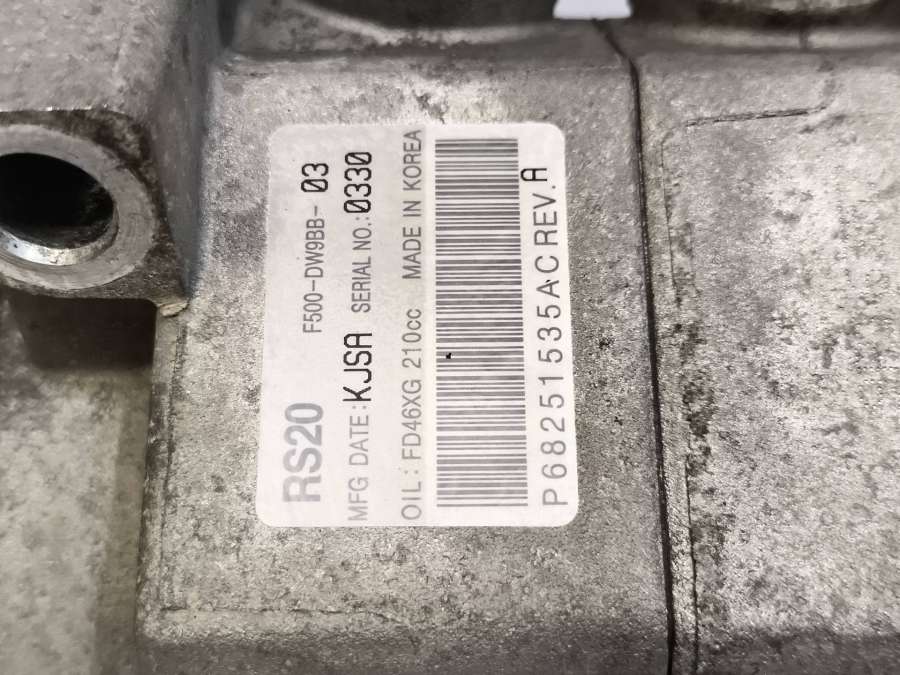 RS20 F500-DW9BB- 03
MFG DATE:KJSA SERIAL NO.:0330
OIL: FD46XG 210cc MADE IN KOREA
P68251535AC REV.A